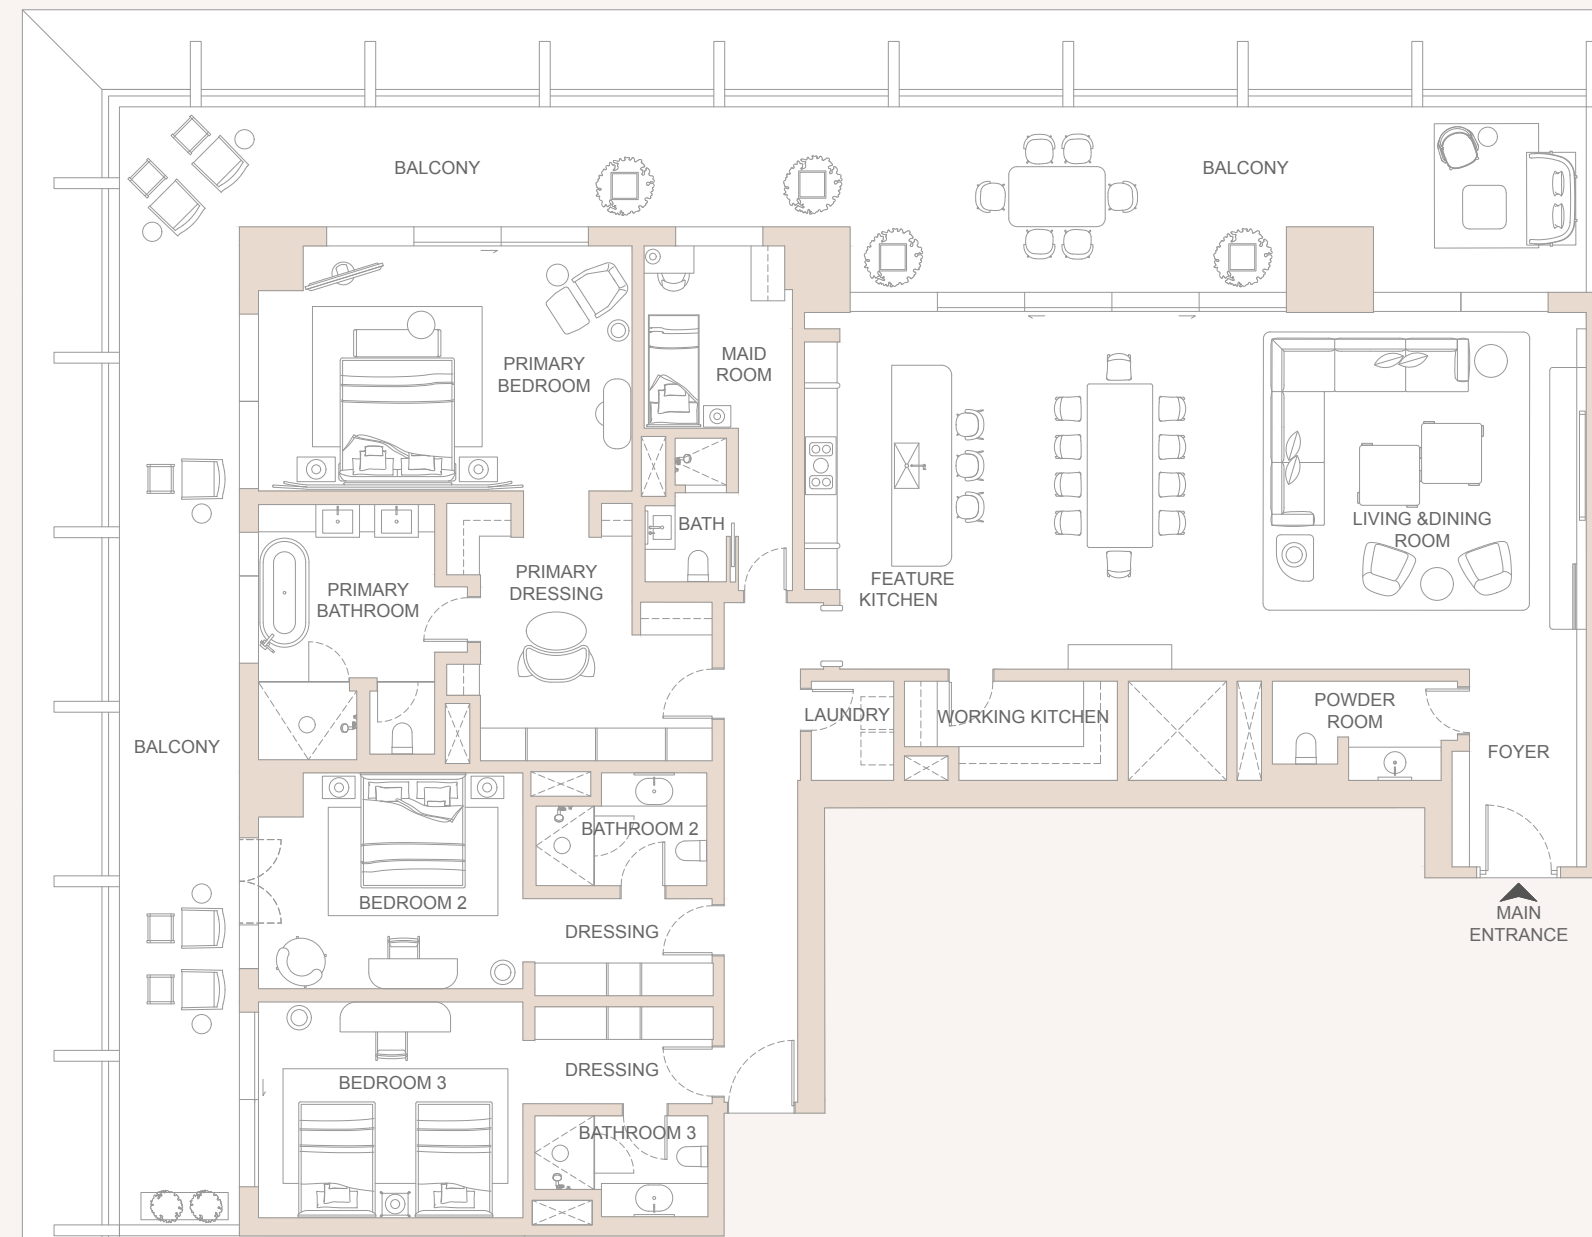 BALCONY
BALCONY
PRIMARY
BEDROOM
MAID
ROOM
LIVING &DINING
ROOM
BATH
FEATURE
KITCHEN
PRIMARY
DRESSING
PRIMARY
BATHROOM
POWDER
ROOM
LAUNDRY
WORKING KITCHEN
BALCONY
FOYER
BATHROOM 2
BEDROOM 2
MAIN
ENTRANCE
DRESSING
DRESSING
BEDROOM 3
BATHROOM 3